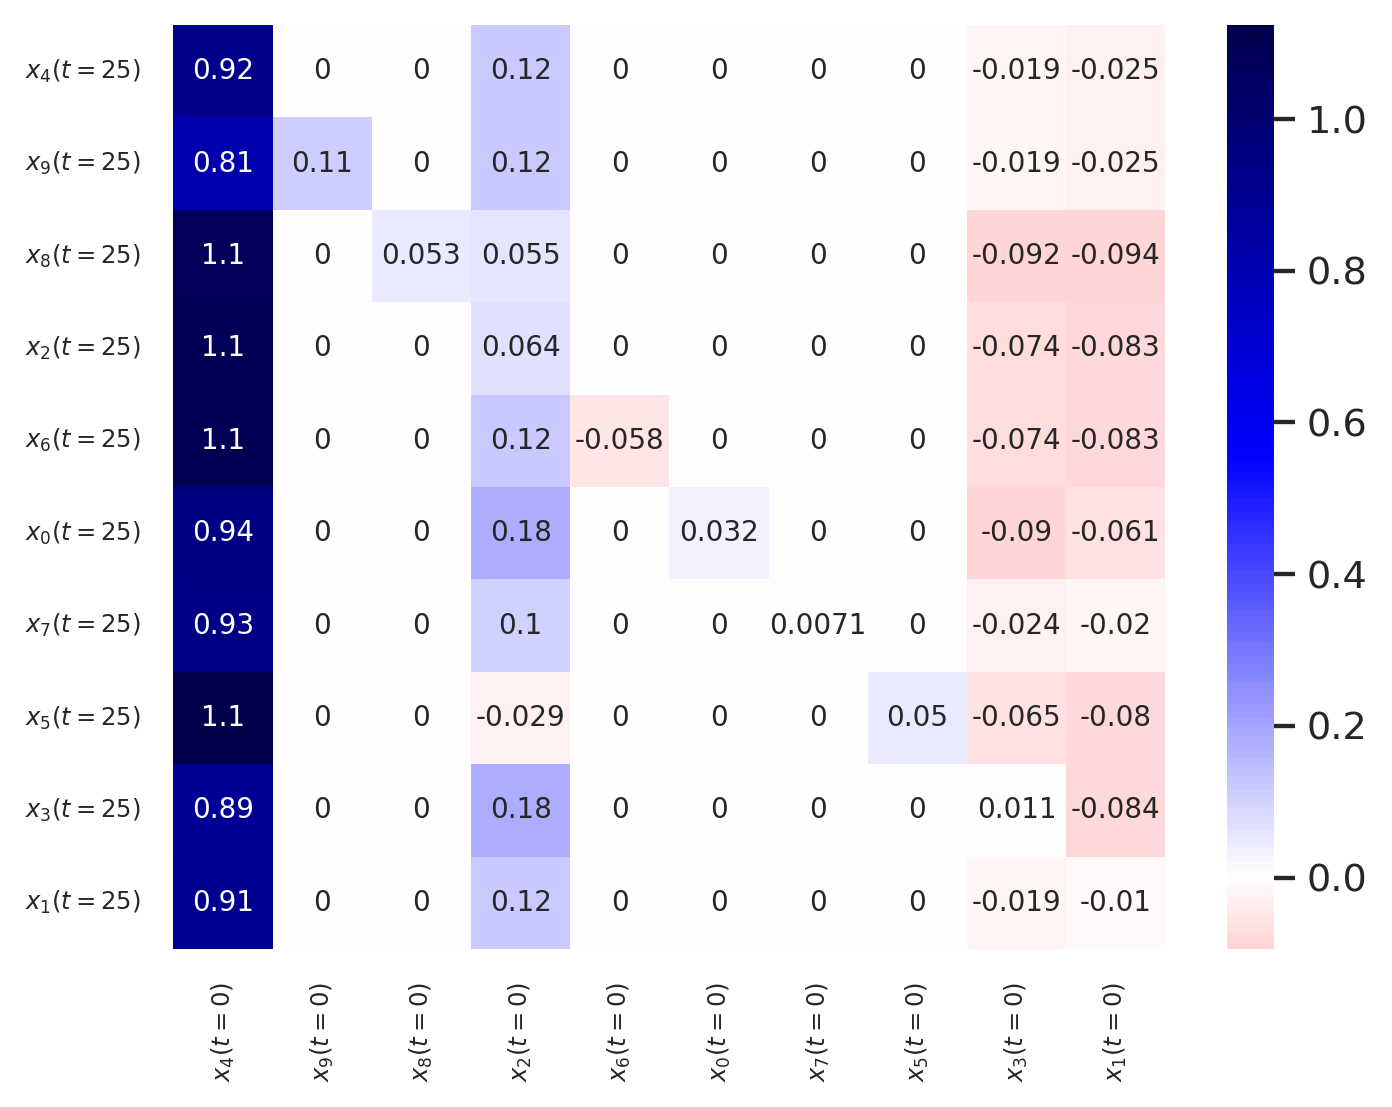 x₄(t = 25) 0.92 0 0 0.12 0 0 0 0 -0.019 -0.025
x₉(t = 25) 0.81 0.11 0 0.12 0 0 0 0 -0.019 -0.025
x₈(t = 25) 1.1 0 0.053 0.055 0 0 0 0 -0.092 -0.094
x₂(t = 25) 1.1 0 0 0.064 0 0 0 0 -0.074 -0.083
x₆(t = 25) 1.1 0 0 0.12 -0.058 0 0 0 -0.074 -0.083
x₀(t = 25) 0.94 0 0 0.18 0 0.032 0 0 -0.09 -0.061
x₇(t = 25) 0.93 0 0 0.1 0 0 0.0071 0 -0.024 -0.02
x₅(t = 25) 1.1 0 0 -0.029 0 0 0 0.05 -0.065 -0.08
x₃(t = 25) 0.89 0 0 0.18 0 0 0 0 0.011 -0.084
x₁(t = 25) 0.91 0 0 0.12 0 0 0 0 -0.019 -0.01
x₄(t = 0)
x₉(t = 0)
x₈(t = 0)
x₂(t = 0)
x₆(t = 0)
x₀(t = 0)
x₇(t = 0)
x₅(t = 0)
x₃(t = 0)
x₁(t = 0)
1.0
0.8
0.6
0.4
0.2
0.0